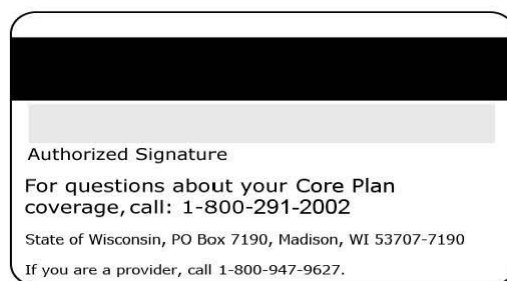 Authorized Signature
For questions about your Core Plan
coverage, call: 1-800-291-2002
State of Wisconsin, PO Box 7190, Madison, WI 53707-7190
If you are a provider, call 1-800-947-9627.